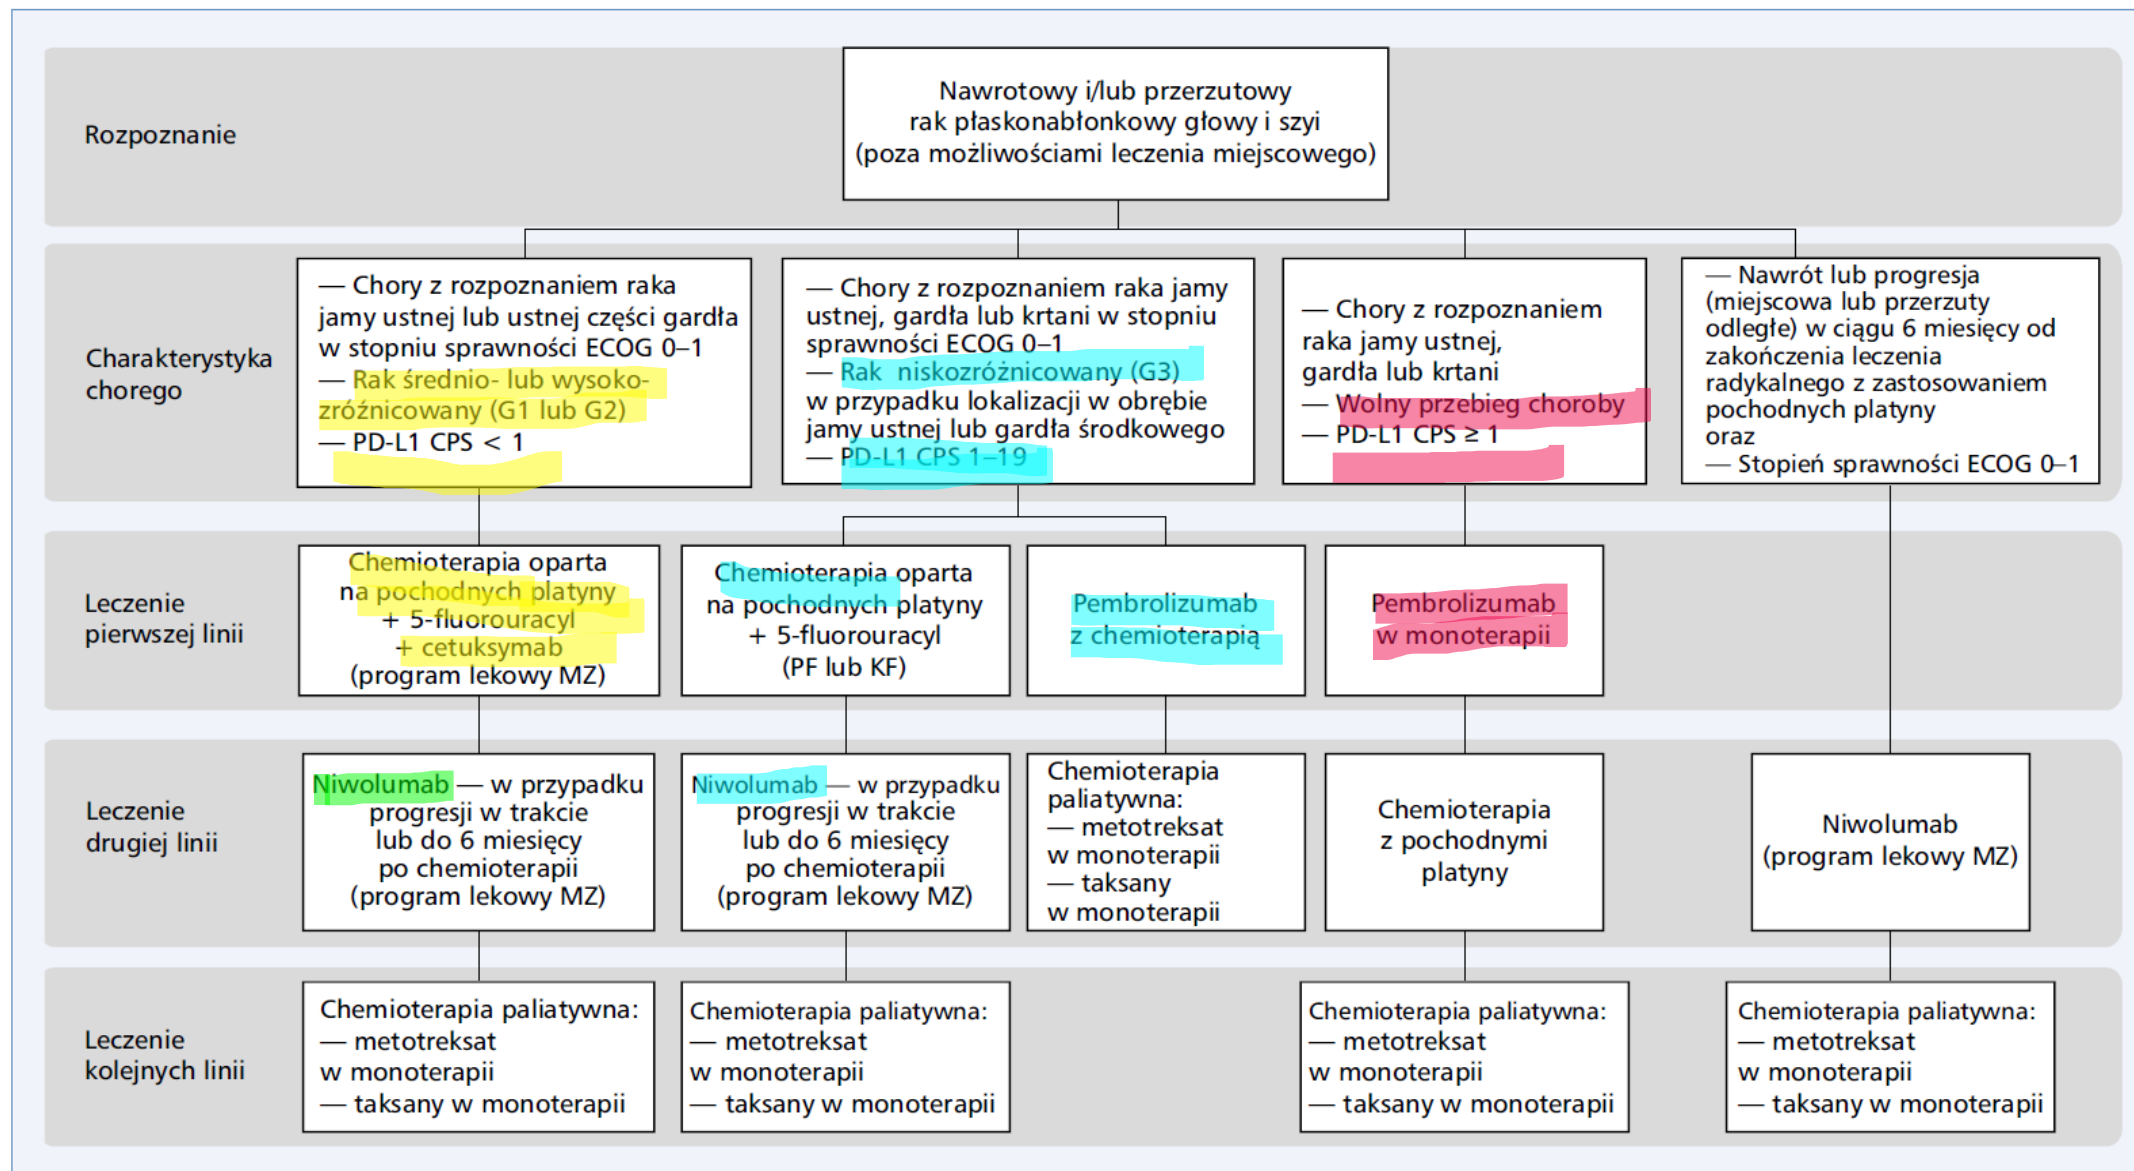 Rozpoznanie
Nawrotowy i/lub przerzutowy
rak płaskonabłonkowy głowy i szyi
(poza możliwościami leczenia miejscowego)
Charakterystyka
chorego
— Chory z rozpoznaniem raka
jamy ustnej lub ustnej części gardła
w stopniu sprawności ECOG 0–1
— Rak średnio- lub wysoko-
zróżnicowany (G1 lub G2)
— PD-L1 CPS < 1
— Chory z rozpoznaniem raka jamy
ustnej, gardła lub krtani w stopniu
sprawności ECOG 0–1
— Rak niskozróżnicowany (G3)
w przypadku lokalizacji w obrębie
jamy ustnej lub gardła środkowego
— PD-L1 CPS 1–19
— Chory z rozpoznaniem
raka jamy ustnej,
gardła lub krtani
— Wolny przebieg choroby
— PD-L1 CPS ≥ 1
— Nawrót lub progresja
(miejscowa lub przerzuty
odległe) w ciągu 6 miesięcy od
zakończenia leczenia
radykalnego z zastosowaniem
pochodnych platyny
oraz
— Stopień sprawności ECOG 0–1
Leczenie
pierwszej linii
Chemioterapia oparta
na pochodnych platyny
+ 5-fluorouracyl
+ cetuksymab
(program lekowy MZ)
Chemioterapia oparta
na pochodnych platyny
+ 5-fluorouracyl
(PF lub KF)
Pembrolizumab
z chemioterapią
Pembrolizumab
w monoterapii
Leczenie
drugiej linii
Niwolumab — w przypadku
progresji w trakcie
lub do 6 miesięcy
po chemioterapii
(program lekowy MZ)
Niwolumab — w przypadku
progresji w trakcie
lub do 6 miesięcy
po chemioterapii
(program lekowy MZ)
Chemioterapia
paliatywna:
— metotreksat
w monoterapii
— taksany
w monoterapii
Chemioterapia
z pochodnymi
platyny
Niwolumab
(program lekowy MZ)
Leczenie
kolejnych linii
Chemioterapia paliatywna:
— metotreksat
w monoterapii
— taksany w monoterapii
Chemioterapia paliatywna:
— metotreksat
w monoterapii
— taksany w monoterapii
Chemioterapia paliatywna:
— metotreksat
w monoterapii
— taksany w monoterapii
Chemioterapia paliatywna:
— metotreksat
w monoterapii
— taksany w monoterapii